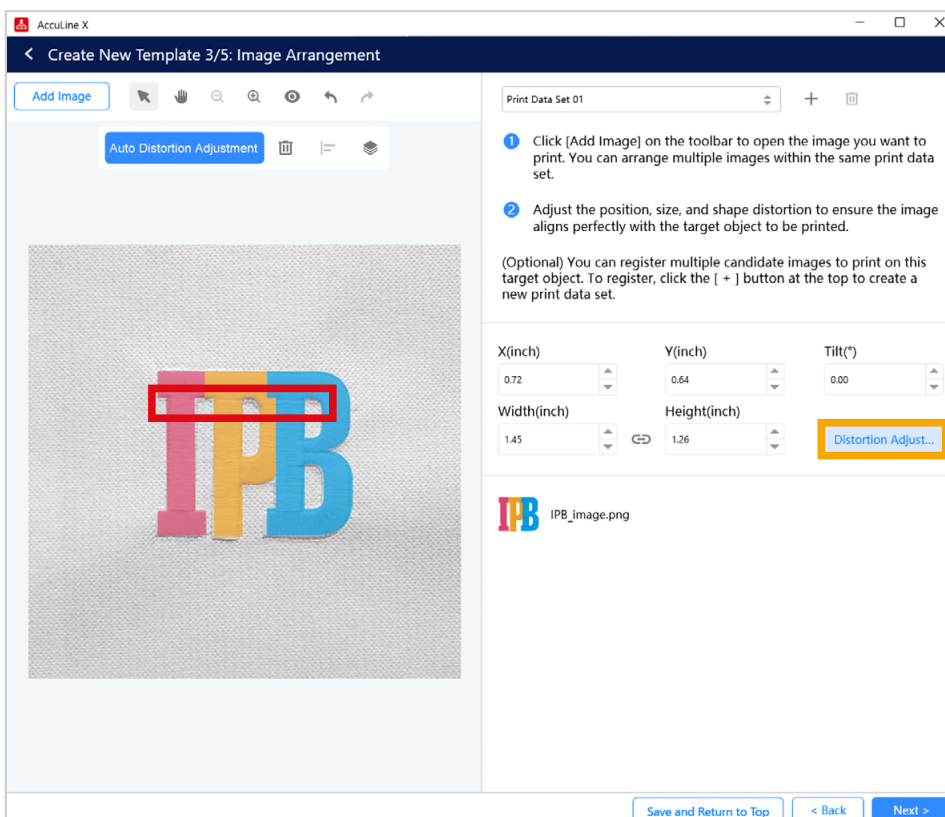 AccuLine X
Create New Template 3/5: Image Arrangement
Add Image
Auto Distortion Adjustment
IPB
Print Data Set 01
1 Click [Add Image] on the toolbar to open the image you want to
print. You can arrange multiple images within the same print data
set.
2 Adjust the position, size, and shape distortion to ensure the image
aligns perfectly with the target object to be printed.
(Optional) You can register multiple candidate images to print on this
target object. To register, click the [ + ] button at the top to create a
new print data set.
X(inch) Y(inch) Tilt(°)
0.72 0.64 0.00
Width(inch) Height(inch)
1.45 1.26 Distortion Adjust...
IPB IPB_image.png
Save and Return to Top < Back Next >